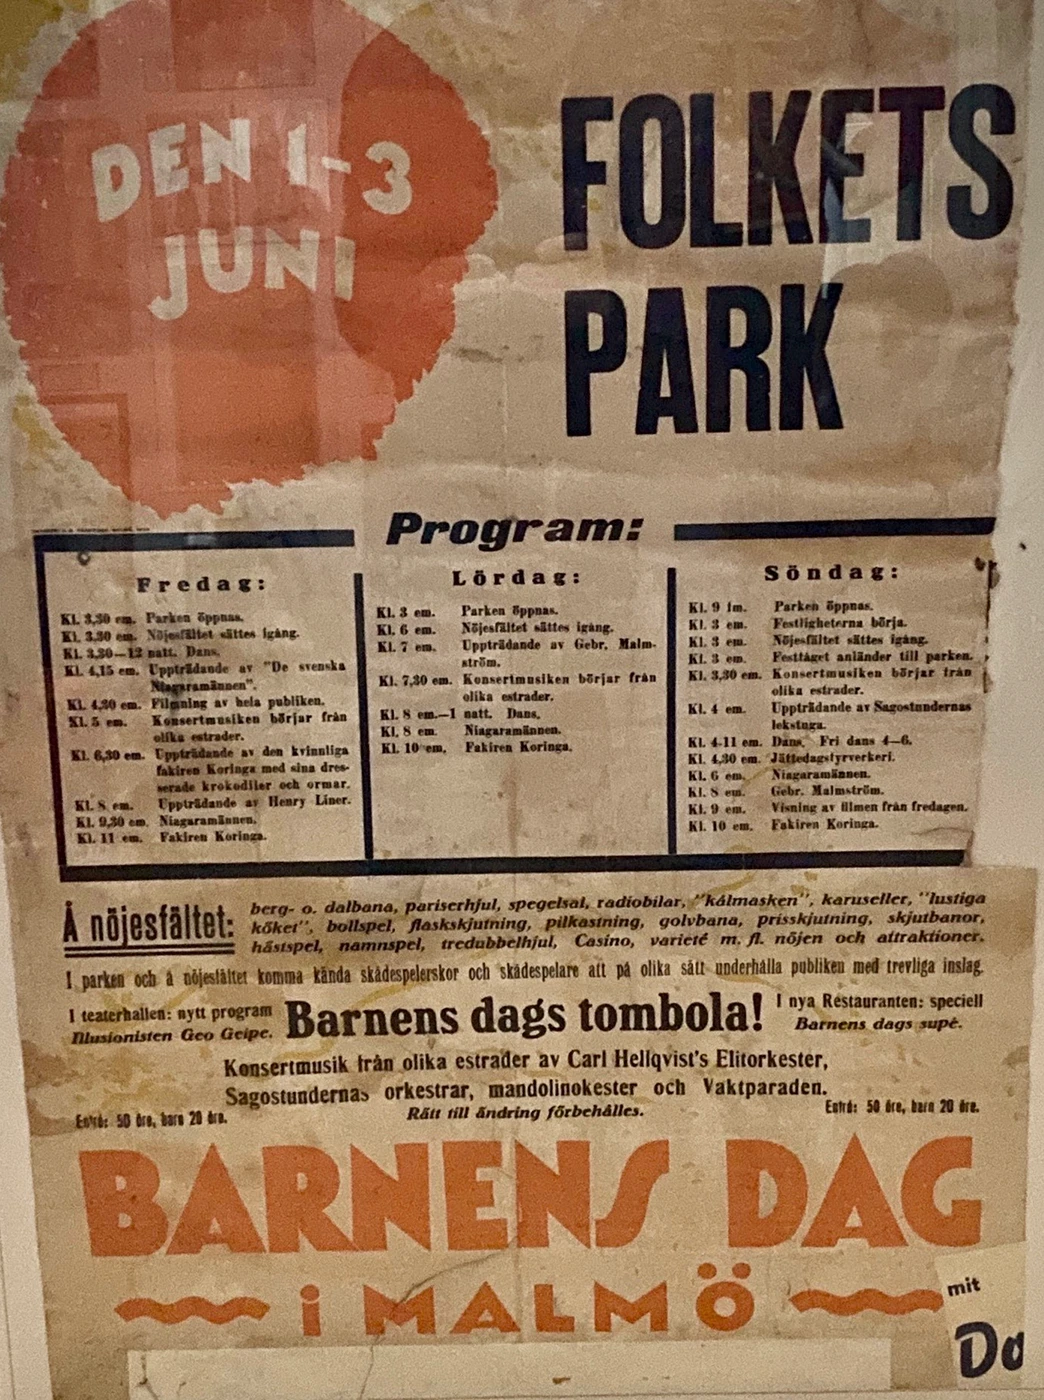 DEN 1-3
JUNI
FOLKETS
PARK
Program:
Fredag:
Kl. 3,30 em. Parken öppnas.
Kl. 3,30 em. Nöjesfältet sättes igång.
Kl. 3,30—12 natt. Dans.
Kl. 4,15 em. Uppträdande av "De svenska
Niagaramännen".
Kl. 4,30 em. Filmning av hela publiken.
Kl. 5 em. Konsertmusiken börjar från
olika estrader.
Kl. 6,30 em. Uppträdande av den kvinnliga
fakiren Koringa med sina dres-
serade krokodiler och ormar.
Kl. 8 em. Uppträdande av Henry Liner.
Kl. 9,30 em. Niagaramännen.
Kl. 11 em. Fakiren Koringa.
Lördag:
Kl. 3 em. Parken öppnas.
Kl. 6 em. Nöjesfältet sättes igång.
Kl. 7 em. Uppträdande av Gebr. Malm-
ström.
Kl. 7,30 em. Konsertmusiken börjar från
olika estrader.
Kl. 8 em.—1 natt. Dans.
Kl. 8 em. Niagaramännen.
Kl. 10 em. Fakiren Koringa.
Söndag:
Kl. 9 fm. Parken öppnas.
Kl. 3 em. Festligheterna börja.
Kl. 3 em. Nöjesfältet sättes igång.
Kl. 3 em. Festtåget anländer till parken.
Kl. 3,30 em. Konsertmusiken börjar från
olika estrader.
Kl. 4 em. Uppträdande av Sagostundernas
lekstuga.
Kl. 4-11 em. Dans. Fri dans 4—6.
Kl. 4,30 em. Jättedagsfyrverkeri.
Kl. 6 em. Niagaramännen.
Kl. 8 em. Gebr. Malmström.
Kl. 9 em. Visning av filmen från fredagen.
Kl. 10 em. Fakiren Koringa.
Å nöjesfältet: berg- o. dalbana, pariserhjul, spegelsal, radiobilar, "kålmasken", karuseller, "lustiga
köket", bollspel, flaskskjutning, pilkastning, golvbana, prisskjutning, skjutbanor,
hästspel, namnspel, tredubbelhjul, Casino, varieté m. fl. nöjen och attraktioner.
I parken och å nöjesfältet komma kända skådespelerskor och skådespelare att på olika sätt underhålla publiken med trevliga inslag.
I teaterhallen: nytt program
Illusionisten Geo Geipe.
Barnens dags tombola!
I nya Restauranten: speciell
Barnens dags supé.
Konsertmusik från olika estrader av Carl Hellqvist's Elitorkester,
Sagostundernas orkestrar, mandolinokester och Vaktparaden.
Entré: 50 öre, barn 20 öre.
Rätt till ändring förbehålles.
Entré: 50 öre, barn 20 öre.
BARNENS DAG
i MALMÖ
mit
Do